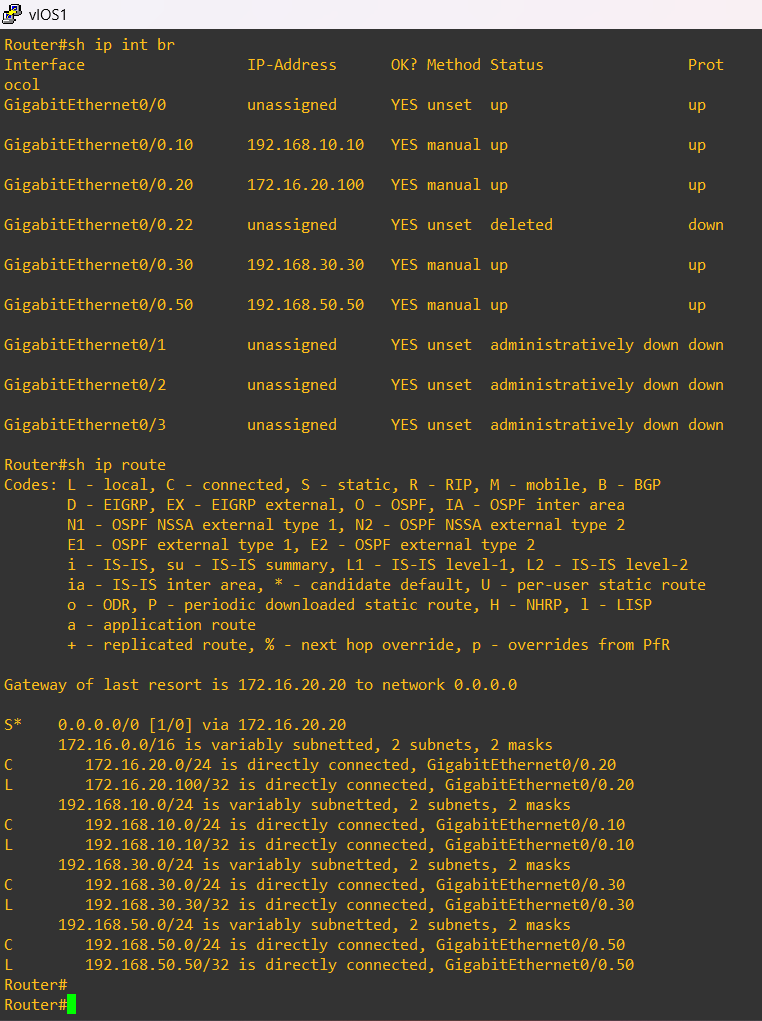 vIOS1
Router#sh ip int br
Interface                  IP-Address      OK? Method Status                Prot
ocol
GigabitEthernet0/0         unassigned      YES unset  up                    up
GigabitEthernet0/0.10      192.168.10.10   YES manual up                    up
GigabitEthernet0/0.20      172.16.20.100   YES manual up                    up
GigabitEthernet0/0.22      unassigned      YES unset  deleted               down
GigabitEthernet0/0.30      192.168.30.30   YES manual up                    up
GigabitEthernet0/0.50      192.168.50.50   YES manual up                    up
GigabitEthernet0/1         unassigned      YES unset  administratively down down
GigabitEthernet0/2         unassigned      YES unset  administratively down down
GigabitEthernet0/3         unassigned      YES unset  administratively down down
Router#sh ip route
Codes: L - local, C - connected, S - static, R - RIP, M - mobile, B - BGP
       D - EIGRP, EX - EIGRP external, O - OSPF, IA - OSPF inter area
       N1 - OSPF NSSA external type 1, N2 - OSPF NSSA external type 2
       E1 - OSPF external type 1, E2 - OSPF external type 2
       i - IS-IS, su - IS-IS summary, L1 - IS-IS level-1, L2 - IS-IS level-2
       ia - IS-IS inter area, * - candidate default, U - per-user static route
       o - ODR, P - periodic downloaded static route, H - NHRP, l - LISP
       a - application route
       + - replicated route, % - next hop override, p - overrides from PfR
Gateway of last resort is 172.16.20.20 to network 0.0.0.0
S*    0.0.0.0/0 [1/0] via 172.16.20.20
      172.16.0.0/16 is variably subnetted, 2 subnets, 2 masks
C        172.16.20.0/24 is directly connected, GigabitEthernet0/0.20
L        172.16.20.100/32 is directly connected, GigabitEthernet0/0.20
      192.168.10.0/24 is variably subnetted, 2 subnets, 2 masks
C        192.168.10.0/24 is directly connected, GigabitEthernet0/0.10
L        192.168.10.10/32 is directly connected, GigabitEthernet0/0.10
      192.168.30.0/24 is variably subnetted, 2 subnets, 2 masks
C        192.168.30.0/24 is directly connected, GigabitEthernet0/0.30
L        192.168.30.30/32 is directly connected, GigabitEthernet0/0.30
      192.168.50.0/24 is variably subnetted, 2 subnets, 2 masks
C        192.168.50.0/24 is directly connected, GigabitEthernet0/0.50
L        192.168.50.50/32 is directly connected, GigabitEthernet0/0.50
Router#
Router#